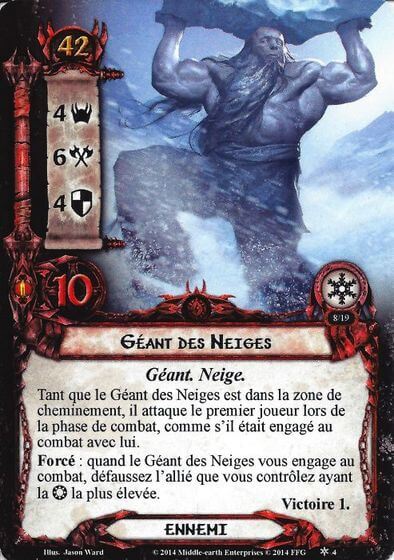 42
4
6
4
10
8/19
Géant des Neiges
Géant. Neige.
Tant que le Géant des Neiges est dans la zone de
cheminement, il attaque le premier joueur lors de
la phase de combat, comme s'il était engagé au
combat avec lui.
Forcé : quand le Géant des Neiges vous engage au
combat, défaussez l'allié que vous contrôlez ayant
la la plus élevée.
Victoire 1.
ENNEMI
Illus. Jason Ward © 2014 Middle-earth Enterprises © 2014 FFG 4